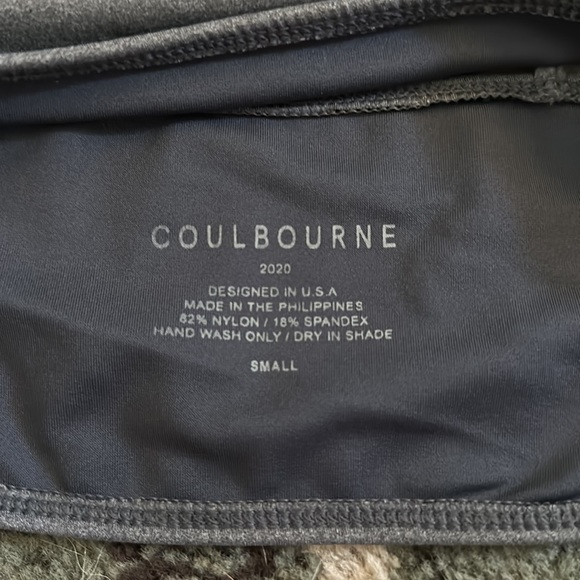 COULBOURNE
2020
DESIGNED IN U.S.A
MADE IN THE PHILIPPINES
82% NYLON / 18% SPANDEX
HAND WASH ONLY / DRY IN SHADE
SMALL